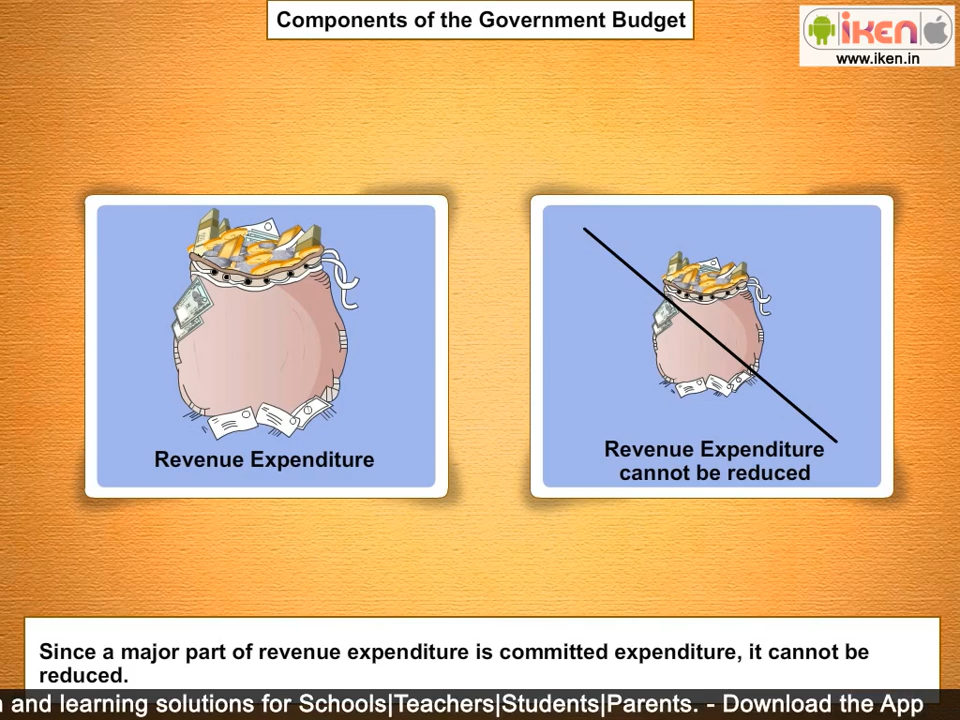 Components of the Government Budget
iKEN
www.iken.in
Revenue Expenditure
Revenue Expenditure
cannot be reduced
Since a major part of revenue expenditure is committed expenditure, it cannot be
reduced.
and learning solutions for Schools|Teachers|Students|Parents. - Download the App